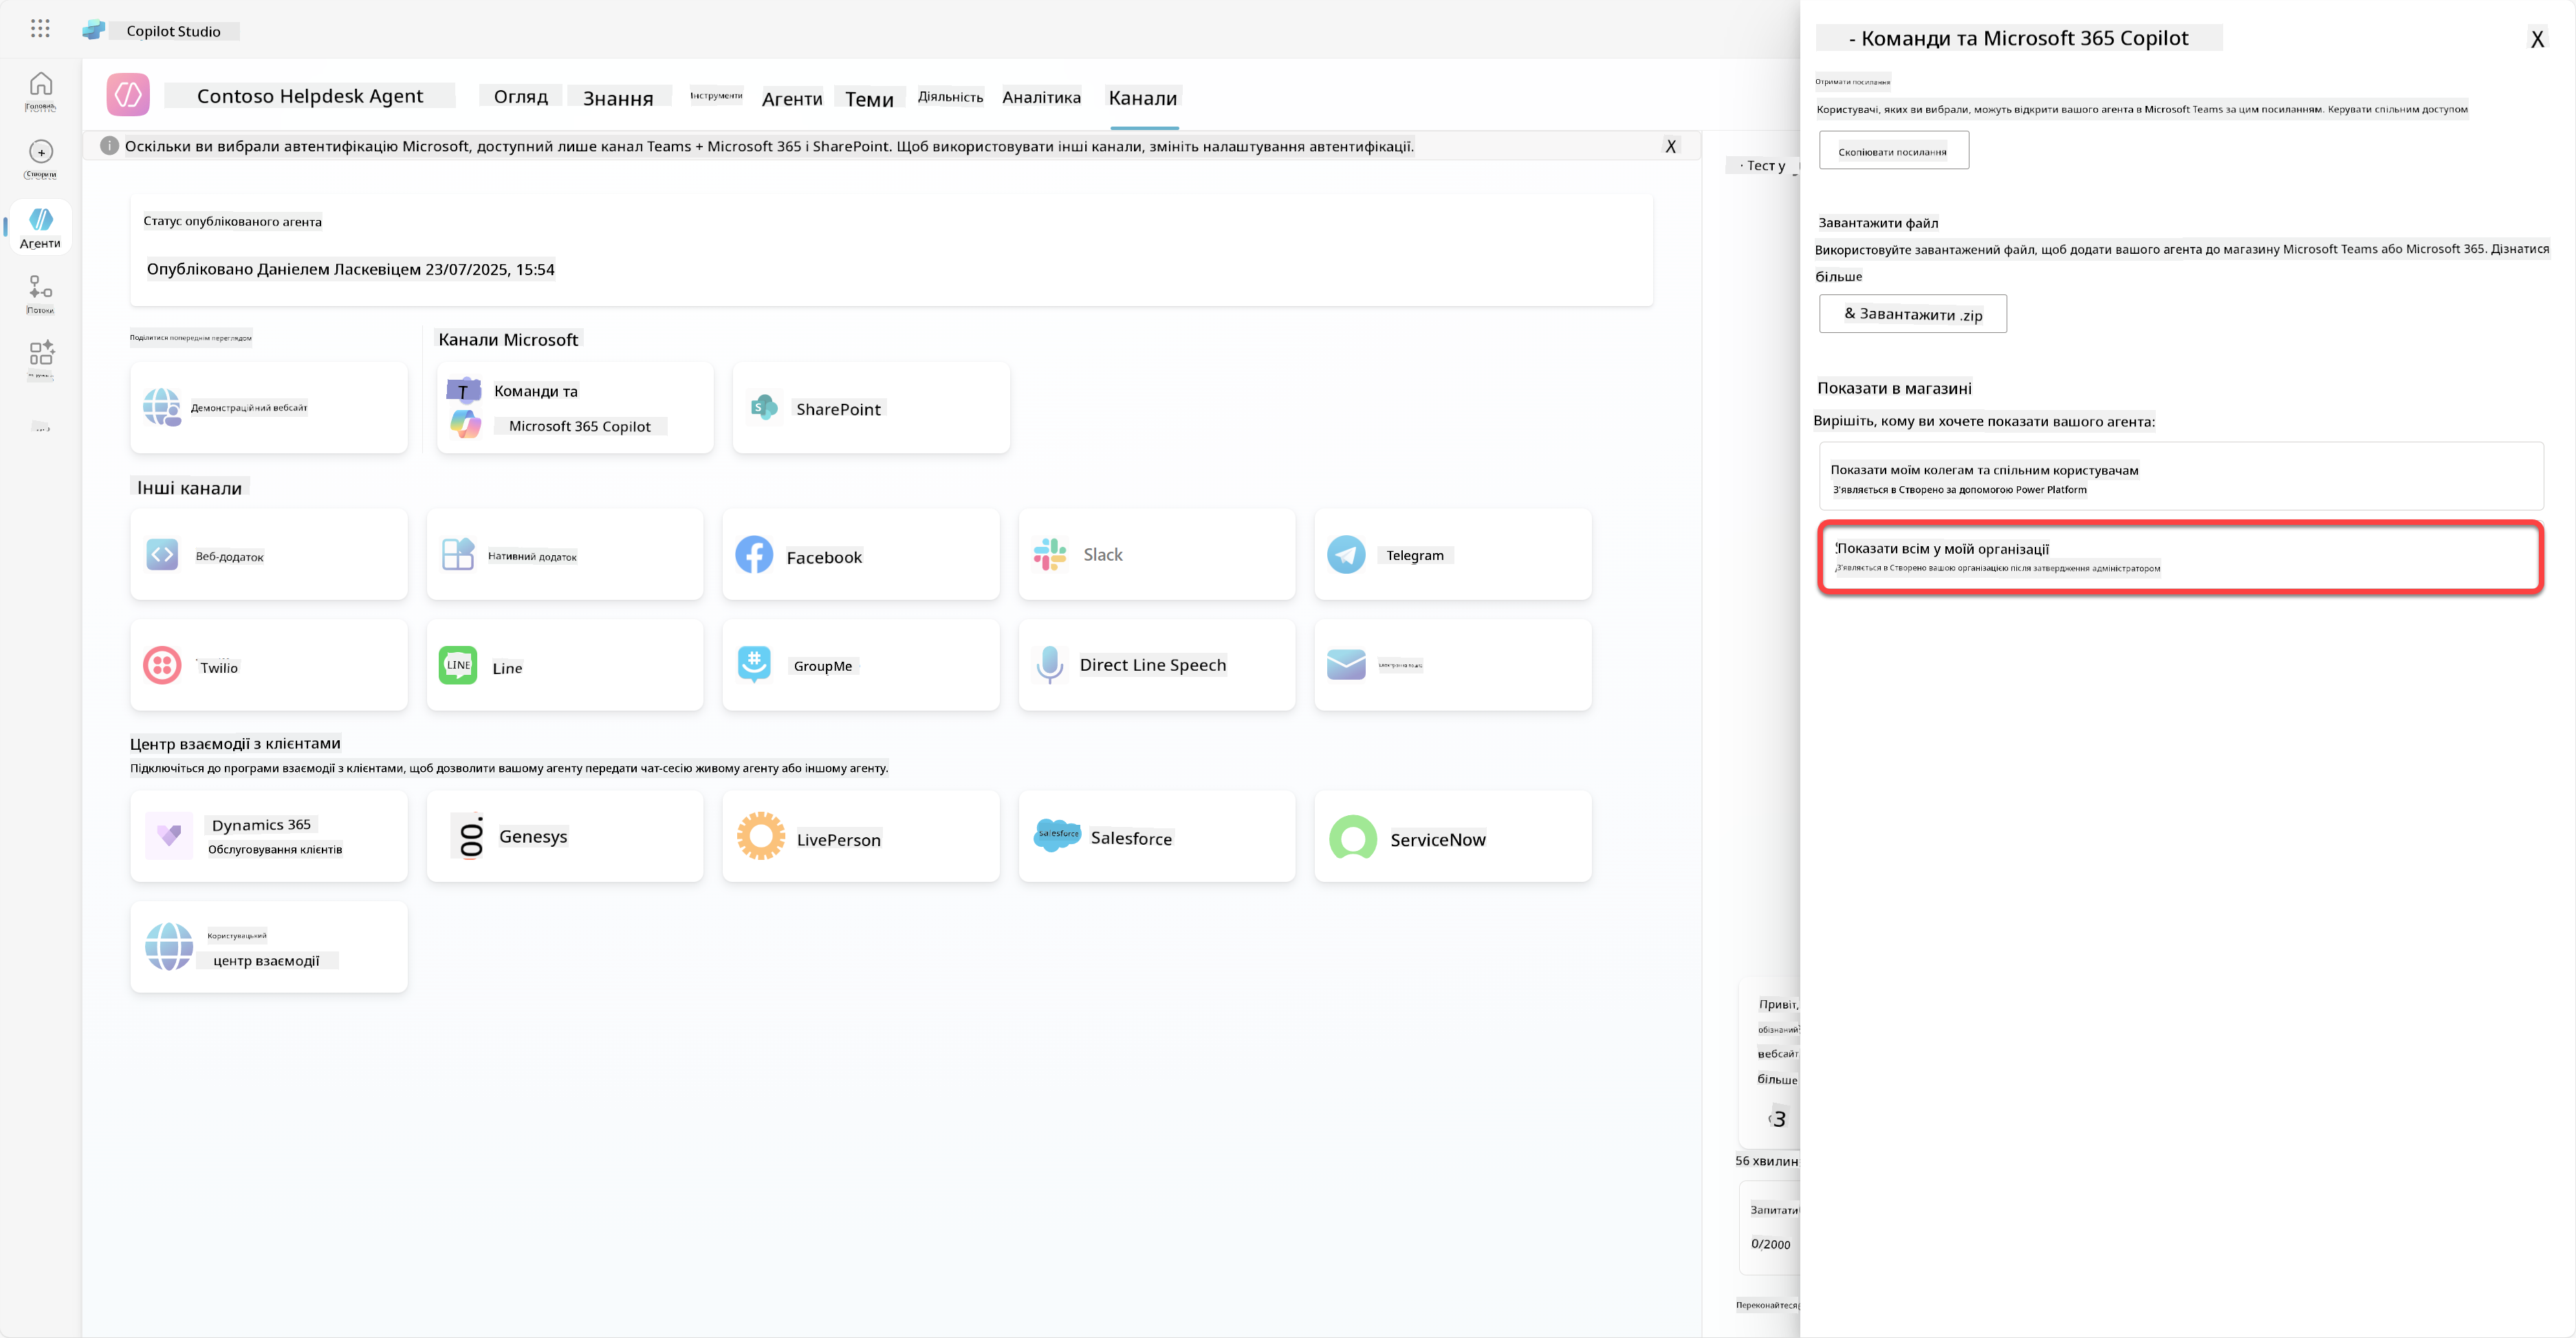 Copilot Studio
Головна
Створити
Агенти
Потоки
Contoso Helpdesk Agent
Огляд
Знання
Інструменти
Агенти
Теми
Діяльність
Аналітика
Канали
Оскільки ви вибрали автентифікацію Microsoft, доступний лише канал Teams + Microsoft 365 і SharePoint. Щоб використовувати інші канали, змініть налаштування автентифікації.
X
Статус опублікованого агента
Опубліковано Даніелем Ласкевіцем 23/07/2025, 15:54
Поділитися попереднім переглядом
Демонстраційний вебсайт
Канали Microsoft
T
Команди та
Microsoft 365 Copilot
SharePoint
Інші канали
Веб-додаток
Нативний додаток
Facebook
Slack
Telegram
Twilio
LINE
Line
GroupMe
Direct Line Speech
Центр взаємодії з клієнтами
Підключіться до програми взаємодії з клієнтами, щоб дозволити вашому агенту передати чат-сесію живому агенту або іншому агенту.
Dynamics 365
Обслуговування клієнтів
Genesys
LivePerson
salesforce
Salesforce
ServiceNow
Користувацький
центр взаємодії
· Тест у
Привіт,
обізнаний
вебсайт
більше
З
56 хвилин
Запитати
0/2000
Переконайтеся
- Команди та Microsoft 365 Copilot
X
Отримати посилання
Користувачі, яких ви вибрали, можуть відкрити вашого агента в Microsoft Teams за цим посиланням. Керувати спільним доступом
Скопіювати посилання
Завантажити файл
Використовуйте завантажений файл, щоб додати вашого агента до магазину Microsoft Teams або Microsoft 365. Дізнатися
більше
& Завантажити .zip
Показати в магазині
Вирішіть, кому ви хочете показати вашого агента:
Показати моїм колегам та спільним користувачам
З'являється в Створено за допомогою Power Platform
Показати всім у моїй організації
З'являється в Створено вашою організацією після затвердження адміністратором